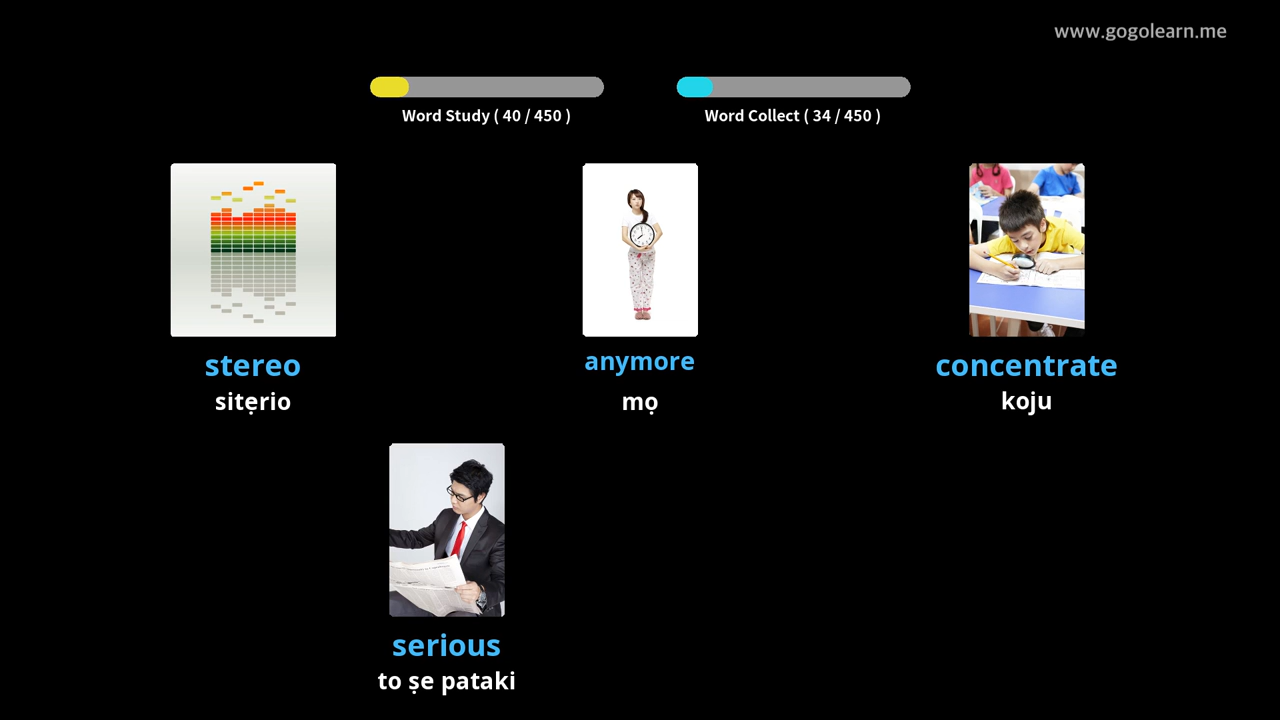 www.gogolearn.me
Word Study ( 40 / 450 )
Word Collect ( 34 / 450 )
stereo
sitẹrio
anymore
mọ
concentrate
koju
serious
to ṣe pataki